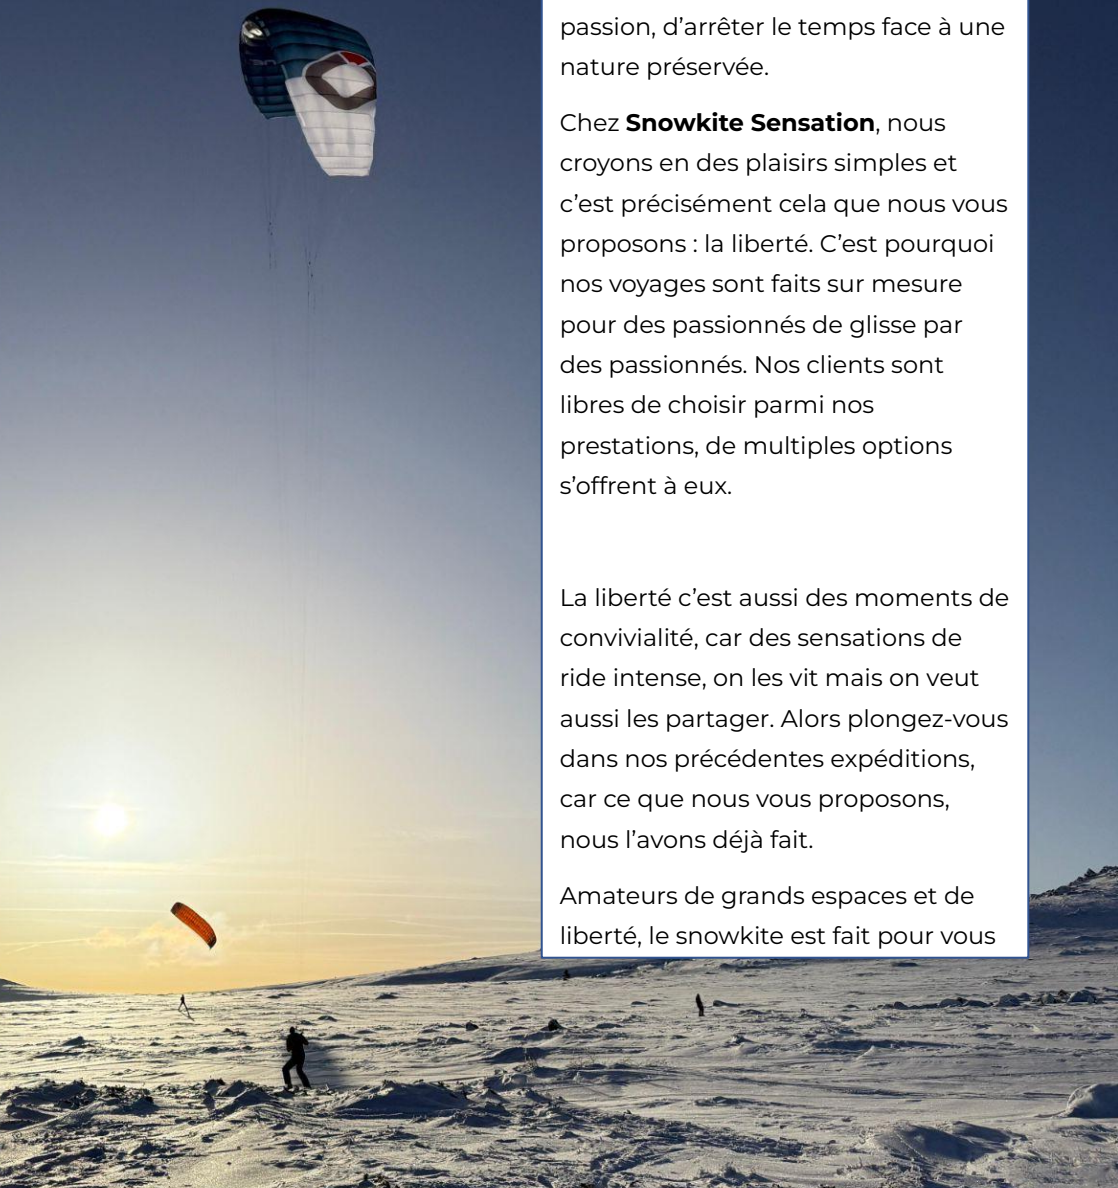 passion, d’arrêter le temps face à une
nature préservée.
Chez Snowkite Sensation, nous
croyons en des plaisirs simples et
c’est précisément cela que nous vous
proposons : la liberté. C’est pourquoi
nos voyages sont faits sur mesure
pour des passionnés de glisse par
des passionnés. Nos clients sont
libres de choisir parmi nos
prestations, de multiples options
s’offrent à eux.
La liberté c’est aussi des moments de
convivialité, car des sensations de
ride intense, on les vit mais on veut
aussi les partager. Alors plongez-vous
dans nos précédentes expéditions,
car ce que nous vous proposons,
nous l’avons déjà fait.
Amateurs de grands espaces et de
liberté, le snowkite est fait pour vous